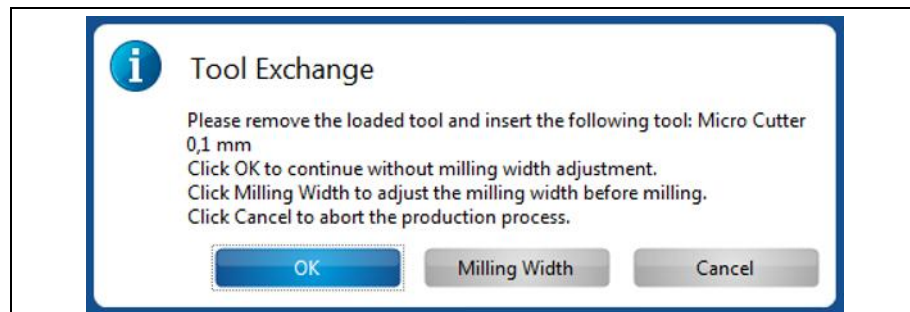 Tool Exchange
Please remove the loaded tool and insert the following tool: Micro Cutter
0,1 mm
Click OK to continue without milling width adjustment.
Click Milling Width to adjust the milling width before milling.
Click Cancel to abort the production process.
OK Milling Width Cancel